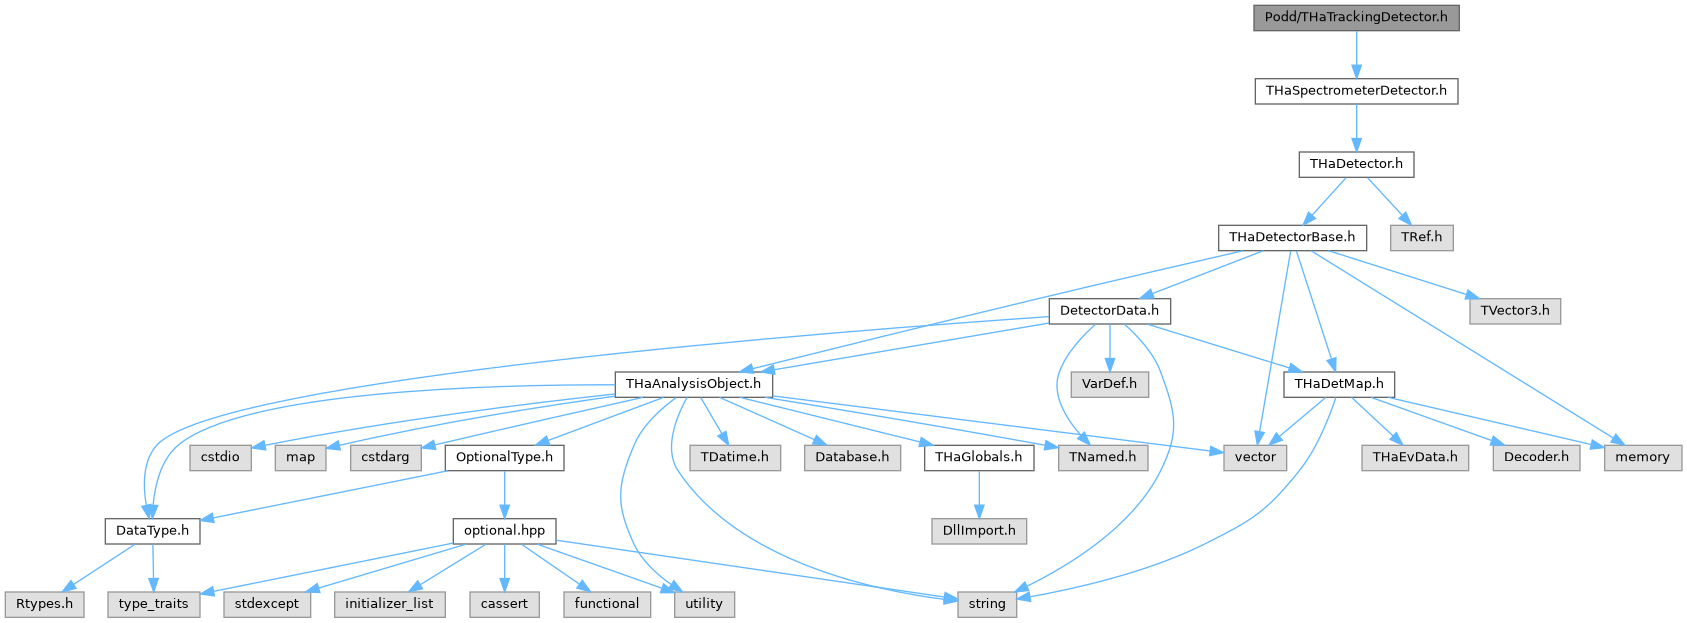 Podd/THaTrackingDetector.h
THaSpectrometerDetector.h
THaDetector.h
THaDetectorBase.h
TRef.h
DetectorData.h
TVector3.h
THaAnalysisObject.h
VarDef.h
THaDetMap.h
cstdio
map
cstdarg
OptionalType.h
TDatime.h
Database.h
THaGlobals.h
TNamed.h
vector
THaEvData.h
Decoder.h
memory
DataType.h
optional.hpp
DllImport.h
Rtypes.h
type_traits
stdexcept
initializer_list
cassert
functional
utility
string